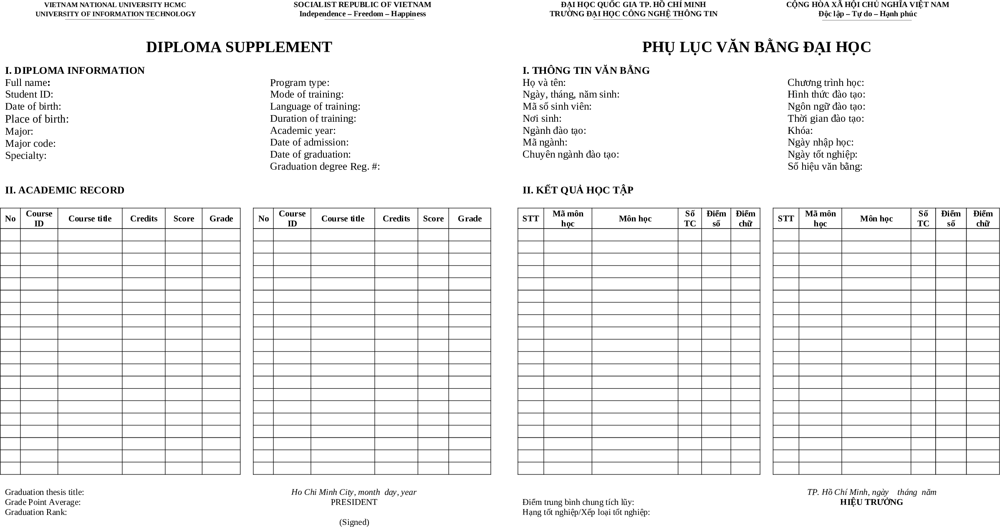 VIETNAM NATIONAL UNIVERSITY HCMC
UNIVERSITY OF INFORMATION TECHNOLOGY
SOCIALIST REPUBLIC OF VIETNAM
Independence – Freedom – Happiness
DIPLOMA SUPPLEMENT
I. DIPLOMA INFORMATION
Full name:
Student ID:
Date of birth:
Place of birth:
Major:
Major code:
Specialty:
Program type:
Mode of training:
Language of training:
Duration of training:
Academic year:
Date of admission:
Date of graduation:
Graduation degree Reg. #:
II. ACADEMIC RECORD
No Course ID Course title Credits Score Grade
No Course ID Course title Credits Score Grade
Graduation thesis title:
Grade Point Average:
Graduation Rank:
Ho Chi Minh City, month day, year
PRESIDENT
(Signed)
ĐẠI HỌC QUỐC GIA TP. HỒ CHÍ MINH
TRƯỜNG ĐẠI HỌC CÔNG NGHỆ THÔNG TIN
CỘNG HÒA XÃ HỘI CHỦ NGHĨA VIỆT NAM
Độc lập – Tự do – Hạnh phúc
PHỤ LỤC VĂN BẰNG ĐẠI HỌC
I. THÔNG TIN VĂN BẰNG
Họ và tên:
Ngày, tháng, năm sinh:
Mã số sinh viên:
Nơi sinh:
Ngành đào tạo:
Mã ngành:
Chuyên ngành đào tạo:
Chương trình học:
Hình thức đào tạo:
Ngôn ngữ đào tạo:
Thời gian đào tạo:
Khóa:
Ngày nhập học:
Ngày tốt nghiệp:
Số hiệu văn bằng:
II. KẾT QUẢ HỌC TẬP
STT Mã môn học Môn học Số TC Điểm số Điểm chữ
STT Mã môn học Môn học Số TC Điểm số Điểm chữ
Điểm trung bình chung tích lũy:
Hạng tốt nghiệp/Xếp loại tốt nghiệp:
TP. Hồ Chí Minh, ngày tháng năm
HIỆU TRƯỞNG